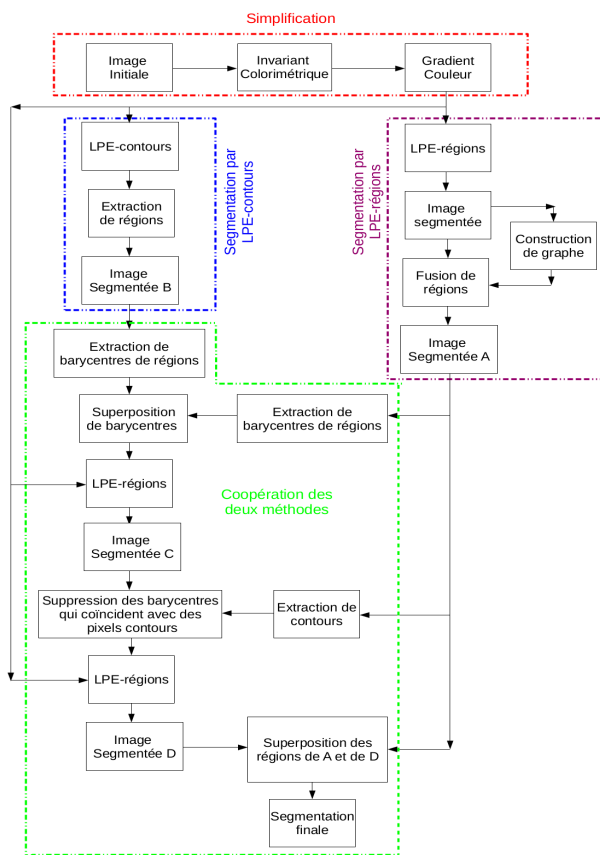 Simplification
Image
Initiale
Invariant
Colorimétrique
Gradient
Couleur
LPE-contours
Extraction
de régions
Image
Segmentée B
Segmentation par
LPE-contours
Segmentation par
LPE-régions
LPE-régions
Image
segmentée
Construction
de graphe
Fusion de
régions
Image
Segmentée A
Extraction de
barycentres de régions
Superposition
de barycentres
Extraction de
barycentres de régions
LPE-régions
Coopération des
deux méthodes
Image
Segmentée C
Suppression des barycentres
qui coïncident avec des
pixels contours
Extraction de
contours
LPE-régions
Image
Segmentée D
Superposition des
régions de A et de D
Segmentation
finale